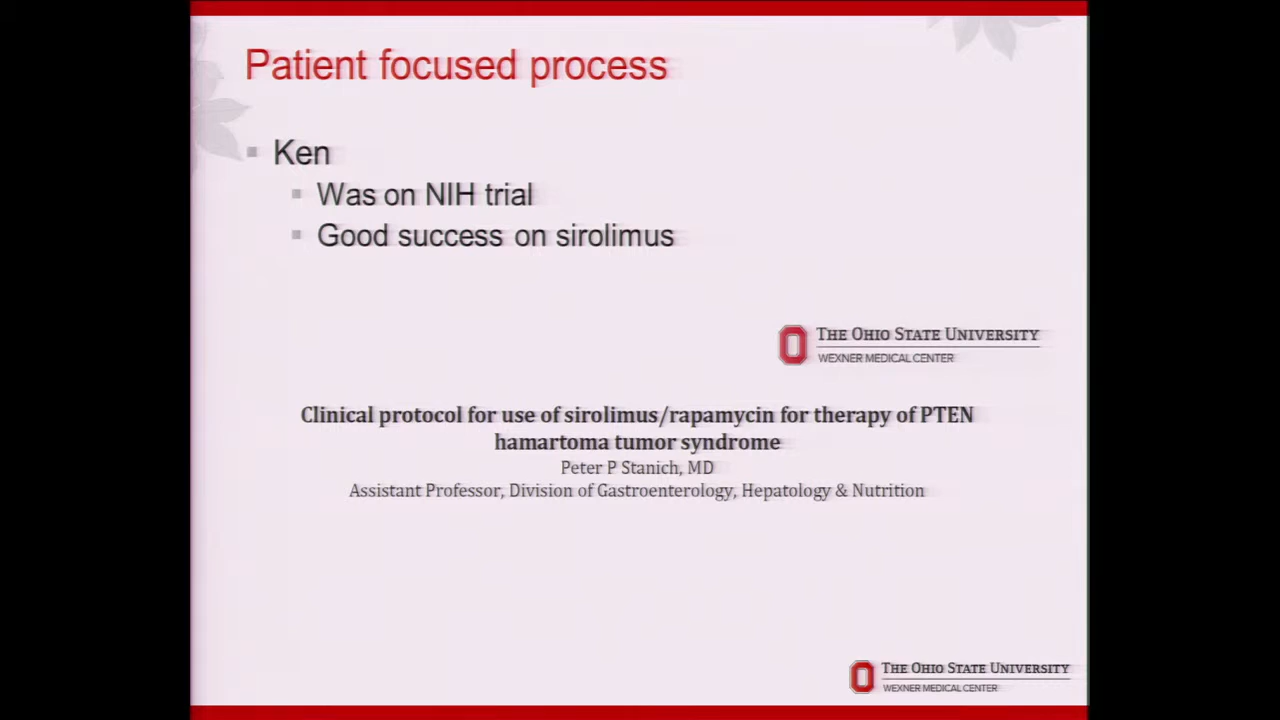 Patient focused process
Ken
Was on NIH trial
Good success on sirolimus
THE OHIO STATE UNIVERSITY
WEXNER MEDICAL CENTER
Clinical protocol for use of sirolimus/rapamycin for therapy of PTEN
hamartoma tumor syndrome
Peter P Stanich, MD
Assistant Professor, Division of Gastroenterology, Hepatology & Nutrition
THE OHIO STATE UNIVERSITY
WEXNER MEDICAL CENTER